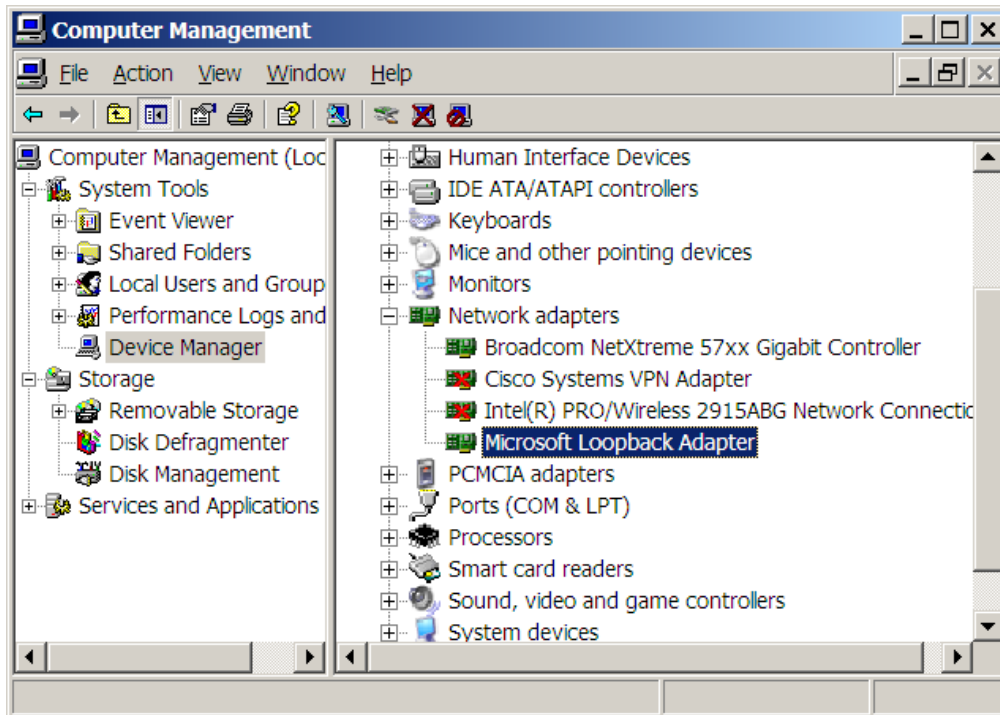 Computer Management
File Action View Window Help
Computer Management (Loc
System Tools
Event Viewer
Shared Folders
Local Users and Group
Performance Logs and
Device Manager
Storage
Removable Storage
Disk Defragmenter
Disk Management
Services and Applications
Human Interface Devices
IDE ATA/ATAPI controllers
Keyboards
Mice and other pointing devices
Monitors
Network adapters
Broadcom NetXtreme 57xx Gigabit Controller
Cisco Systems VPN Adapter
Intel(R) PRO/Wireless 2915ABG Network Connectic
Microsoft Loopback Adapter
PCMCIA adapters
Ports (COM & LPT)
Processors
Smart card readers
Sound, video and game controllers
System devices